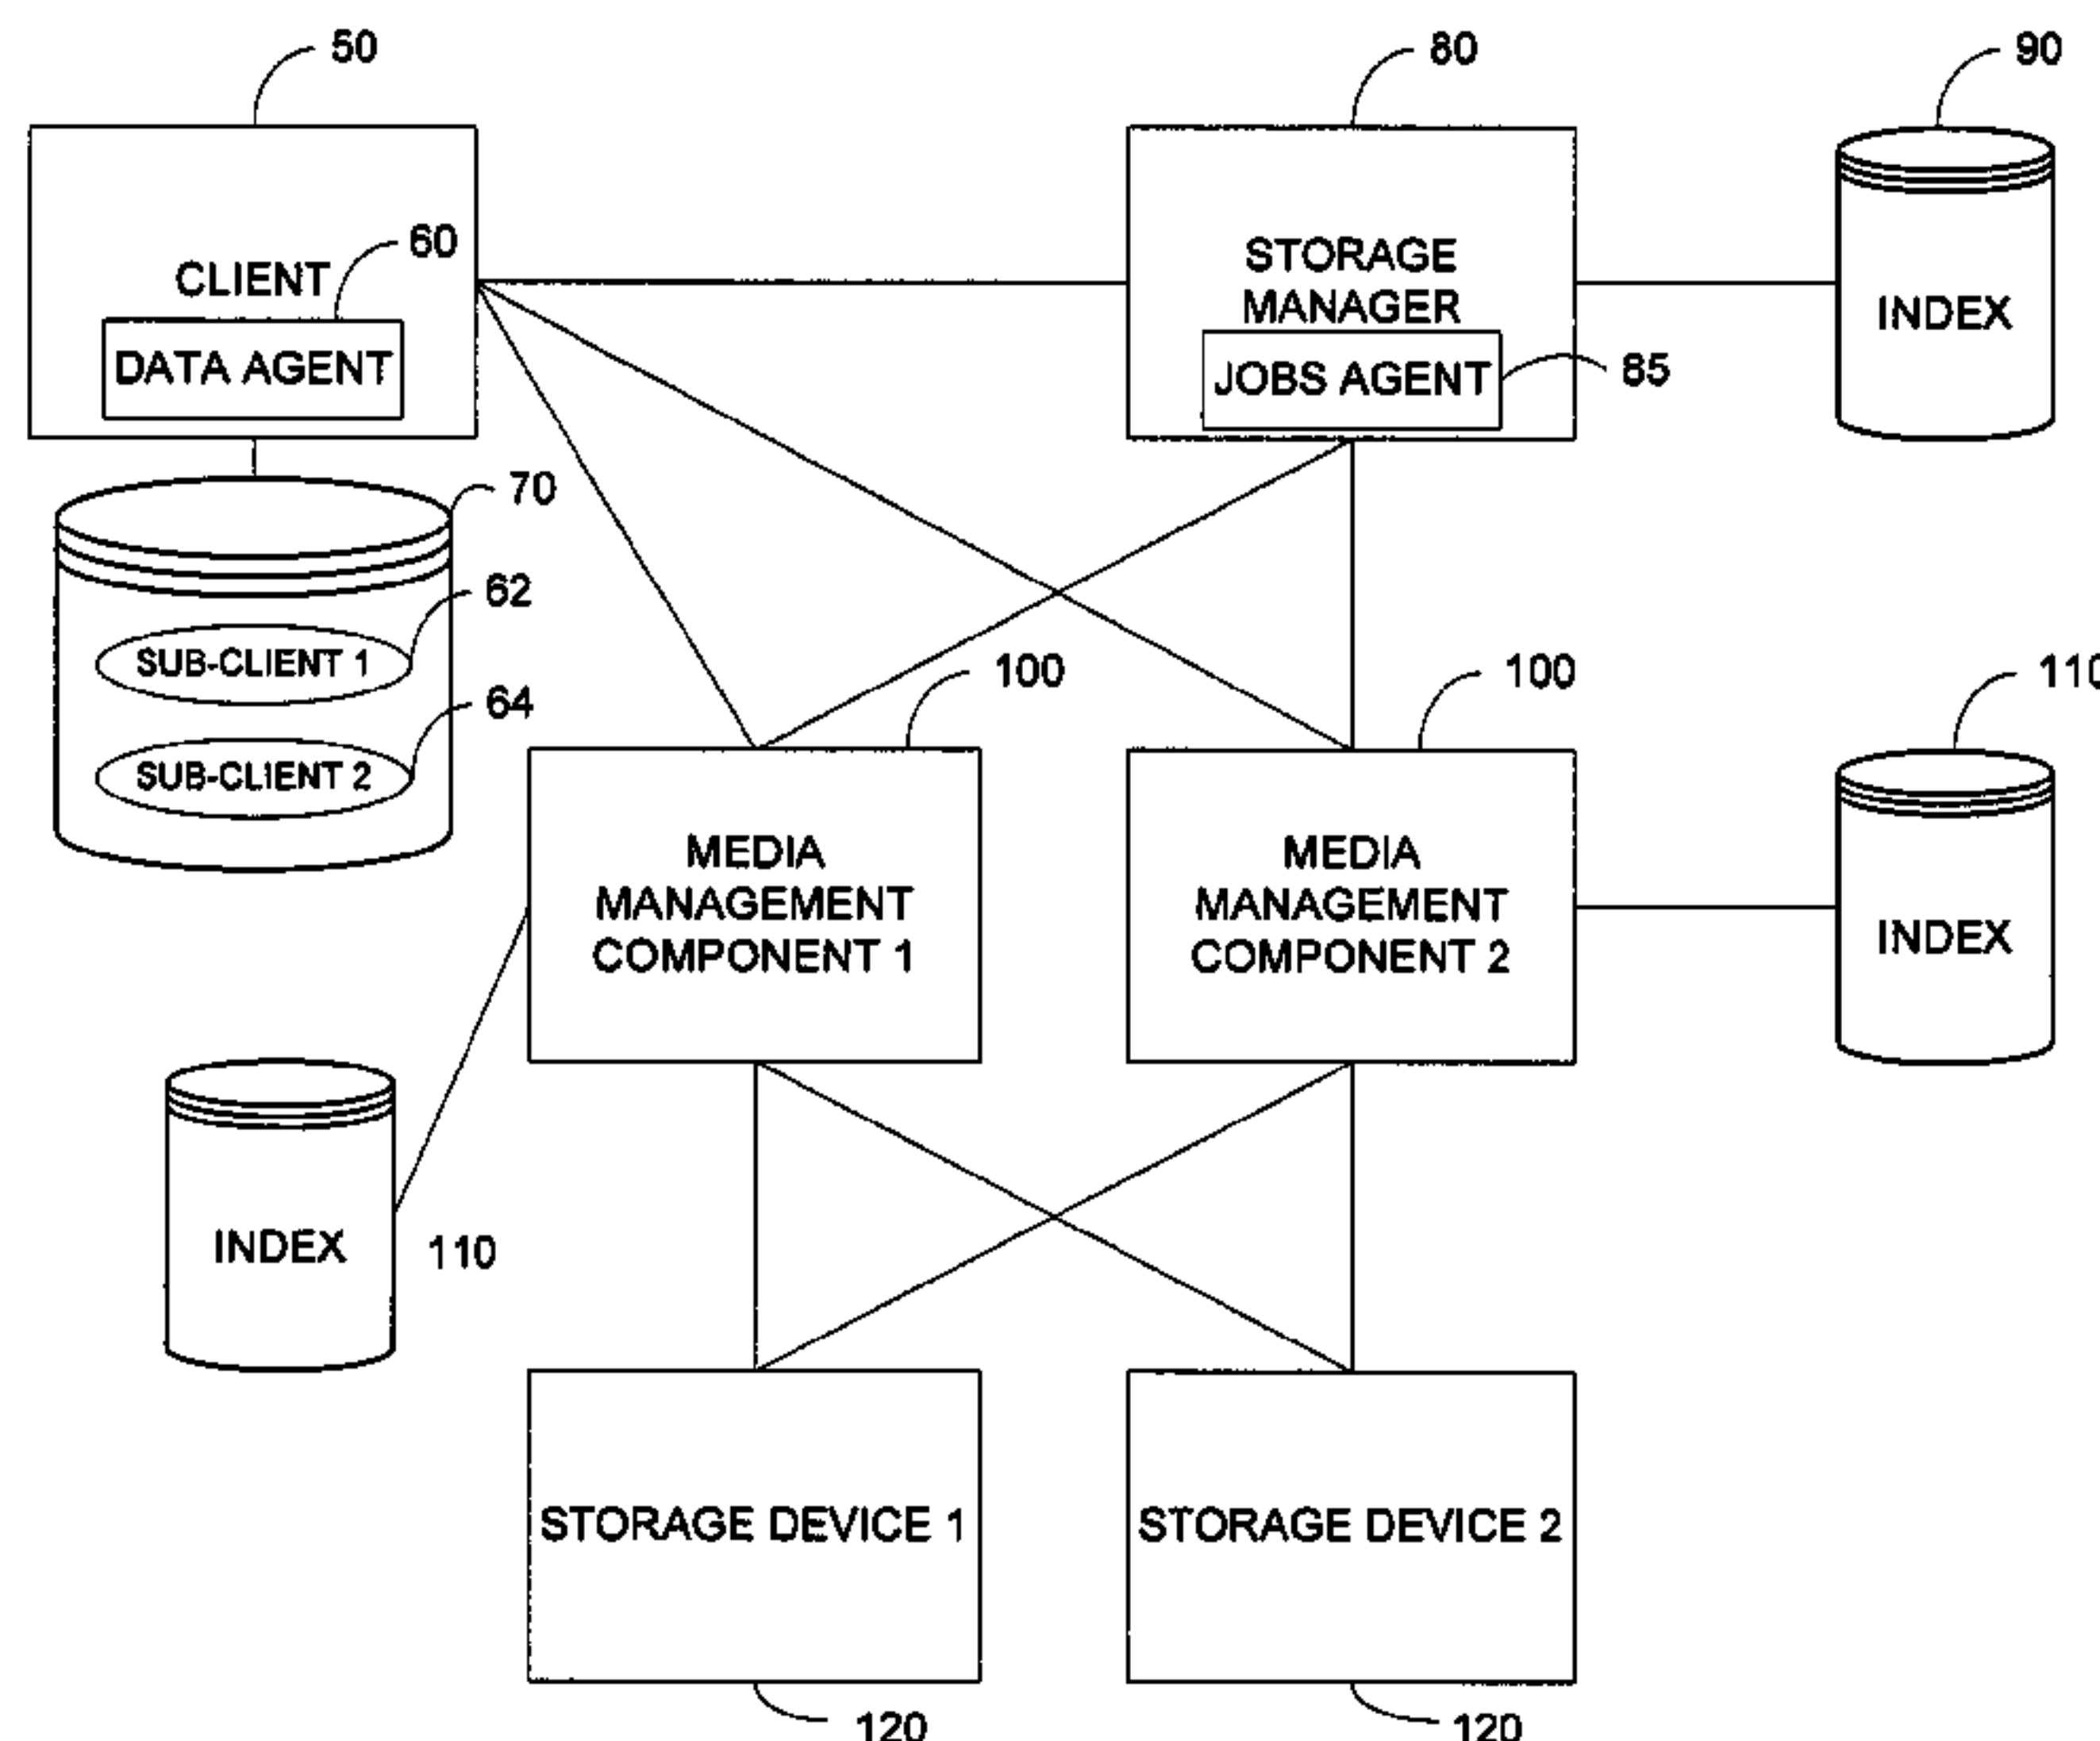 50
80
90
60
CLIENT
DATA AGENT
STORAGE
MANAGER
JOBS AGENT
85
INDEX
70
62
SUB-CLIENT 1
64
SUB-CLIENT 2
100
100
110
MEDIA
MANAGEMENT
COMPONENT 1
MEDIA
MANAGEMENT
COMPONENT 2
INDEX
INDEX
110
STORAGE DEVICE 1
STORAGE DEVICE 2
120
120